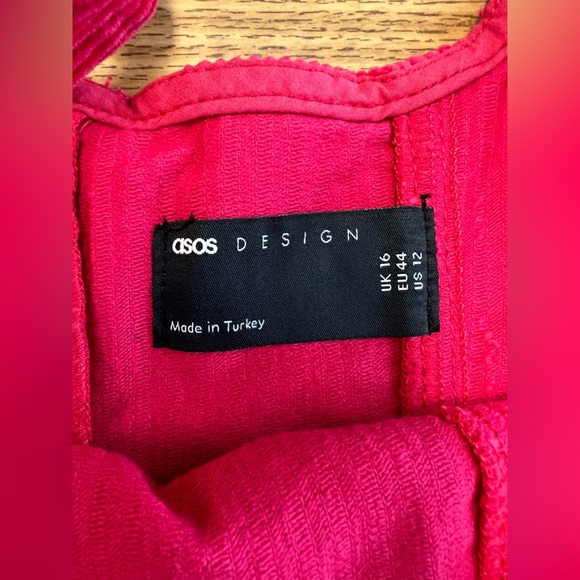 asos DESIGN
UK 16
EU 44
US 12
Made in Turkey